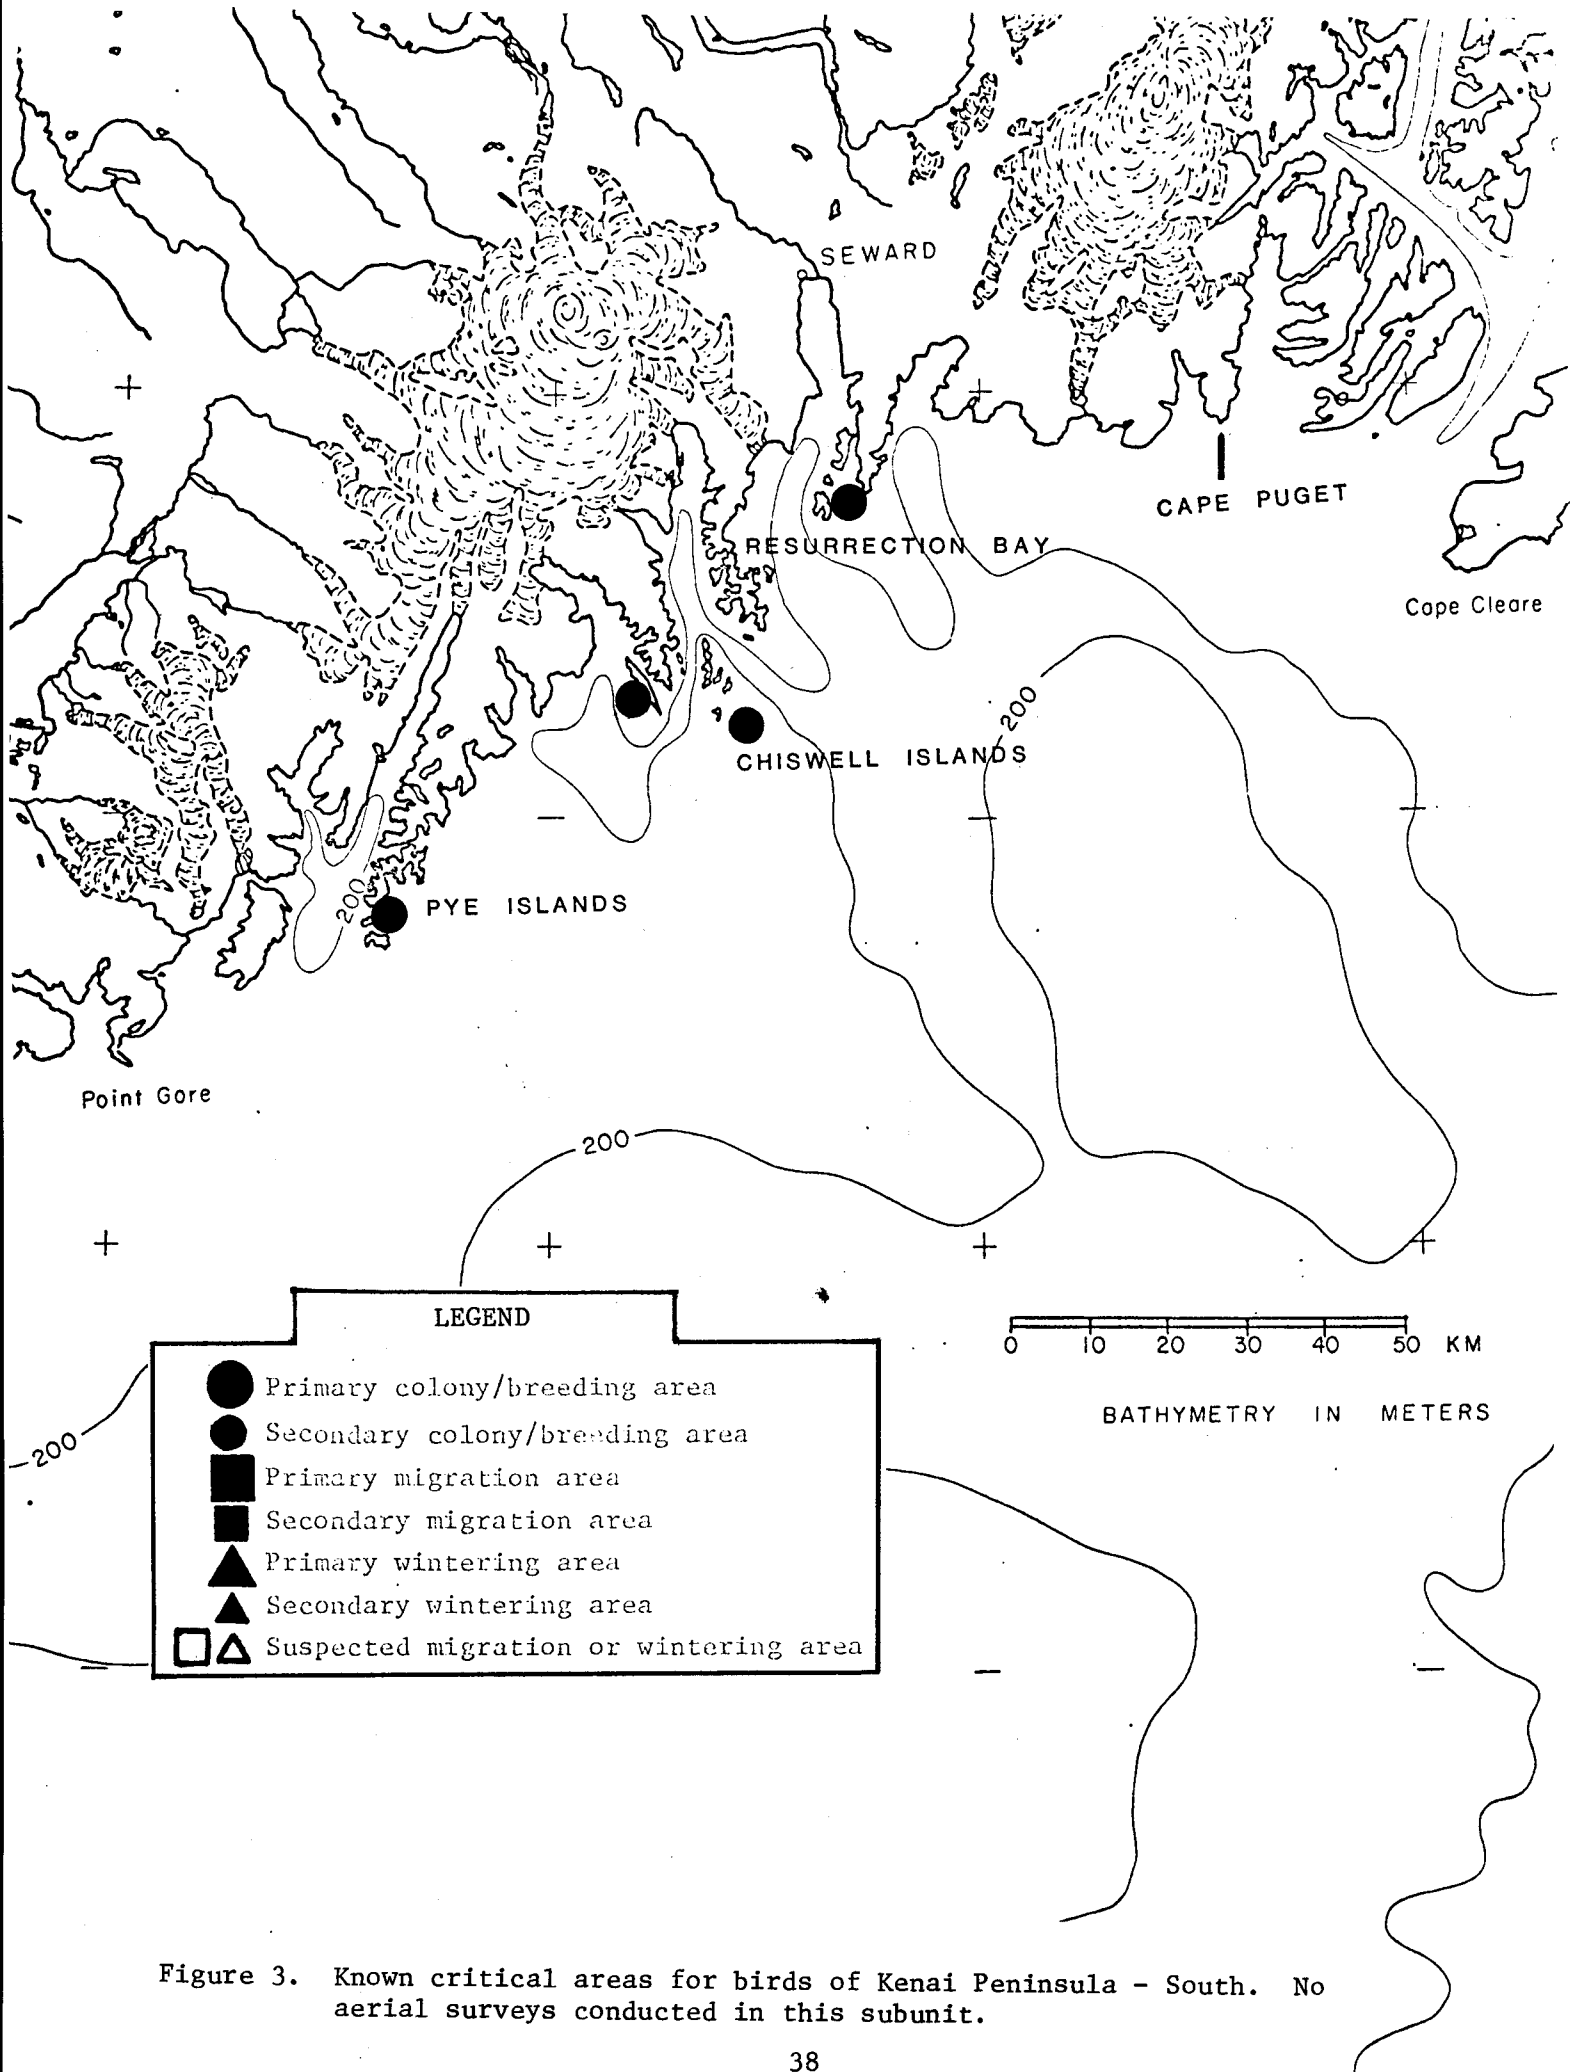 SEWARD
CAPE PUGET
RESURRECTION BAY
Cape Cleare
200
CHISWELL ISLANDS
200
PYE ISLANDS
Point Gore
200
LEGEND
Primary colony/breeding area
Secondary colony/breeding area
Primary migration area
Secondary migration area
Primary wintering area
Secondary wintering area
Suspected migration or wintering area
0 10 20 30 40 50 KM
BATHYMETRY IN METERS
200
Figure 3. Known critical areas for birds of Kenai Peninsula - South. No
aerial surveys conducted in this subunit.
38